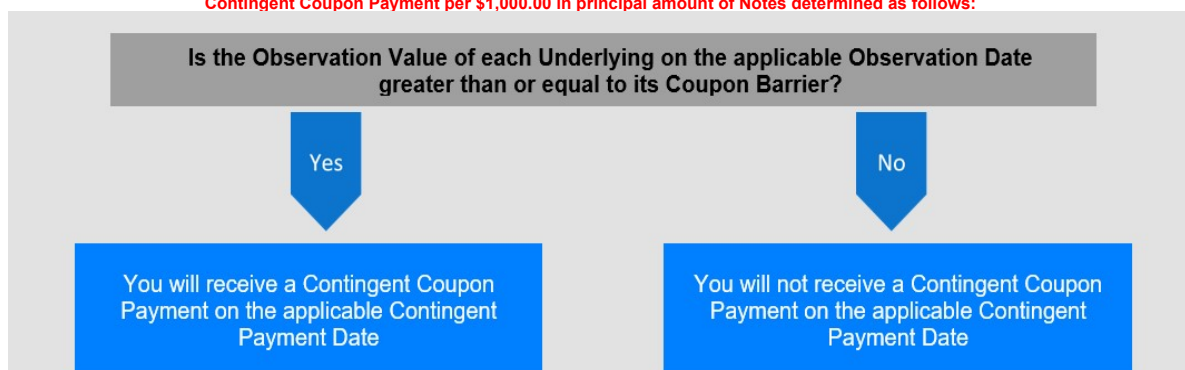 Contingent Coupon Payment per $1,000.00 in principal amount of Notes determined as follows:
Is the Observation Value of each Underlying on the applicable Observation Date
greater than or equal to its Coupon Barrier?
Yes
No
You will receive a Contingent Coupon
Payment on the applicable Contingent
Payment Date
You will not receive a Contingent Coupon
Payment on the applicable Contingent
Payment Date